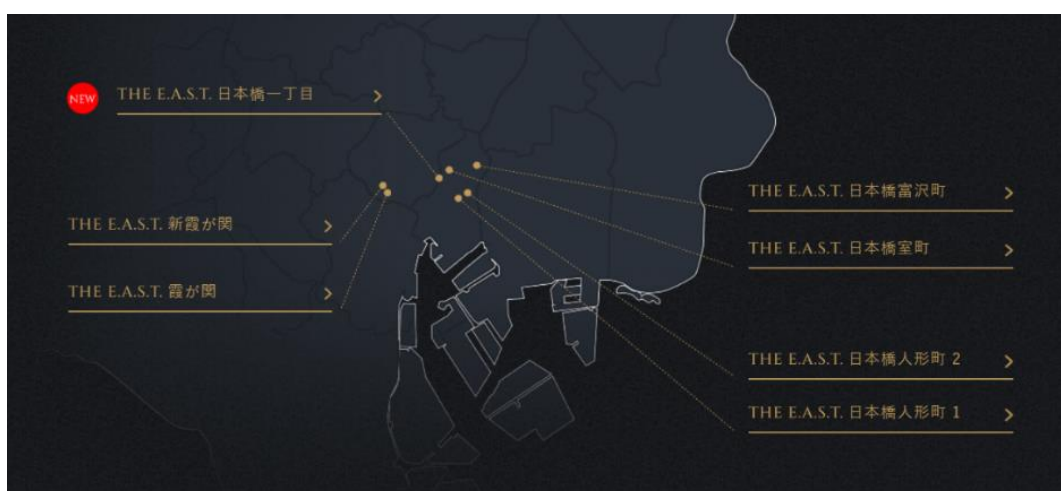 NEW
THE E.A.S.T. 日本橋一丁目
THE E.A.S.T. 新霞が関
THE E.A.S.T. 霞が関
THE E.A.S.T. 日本橋富沢町
THE E.A.S.T. 日本橋室町
THE E.A.S.T. 日本橋人形町 2
THE E.A.S.T. 日本橋人形町 1